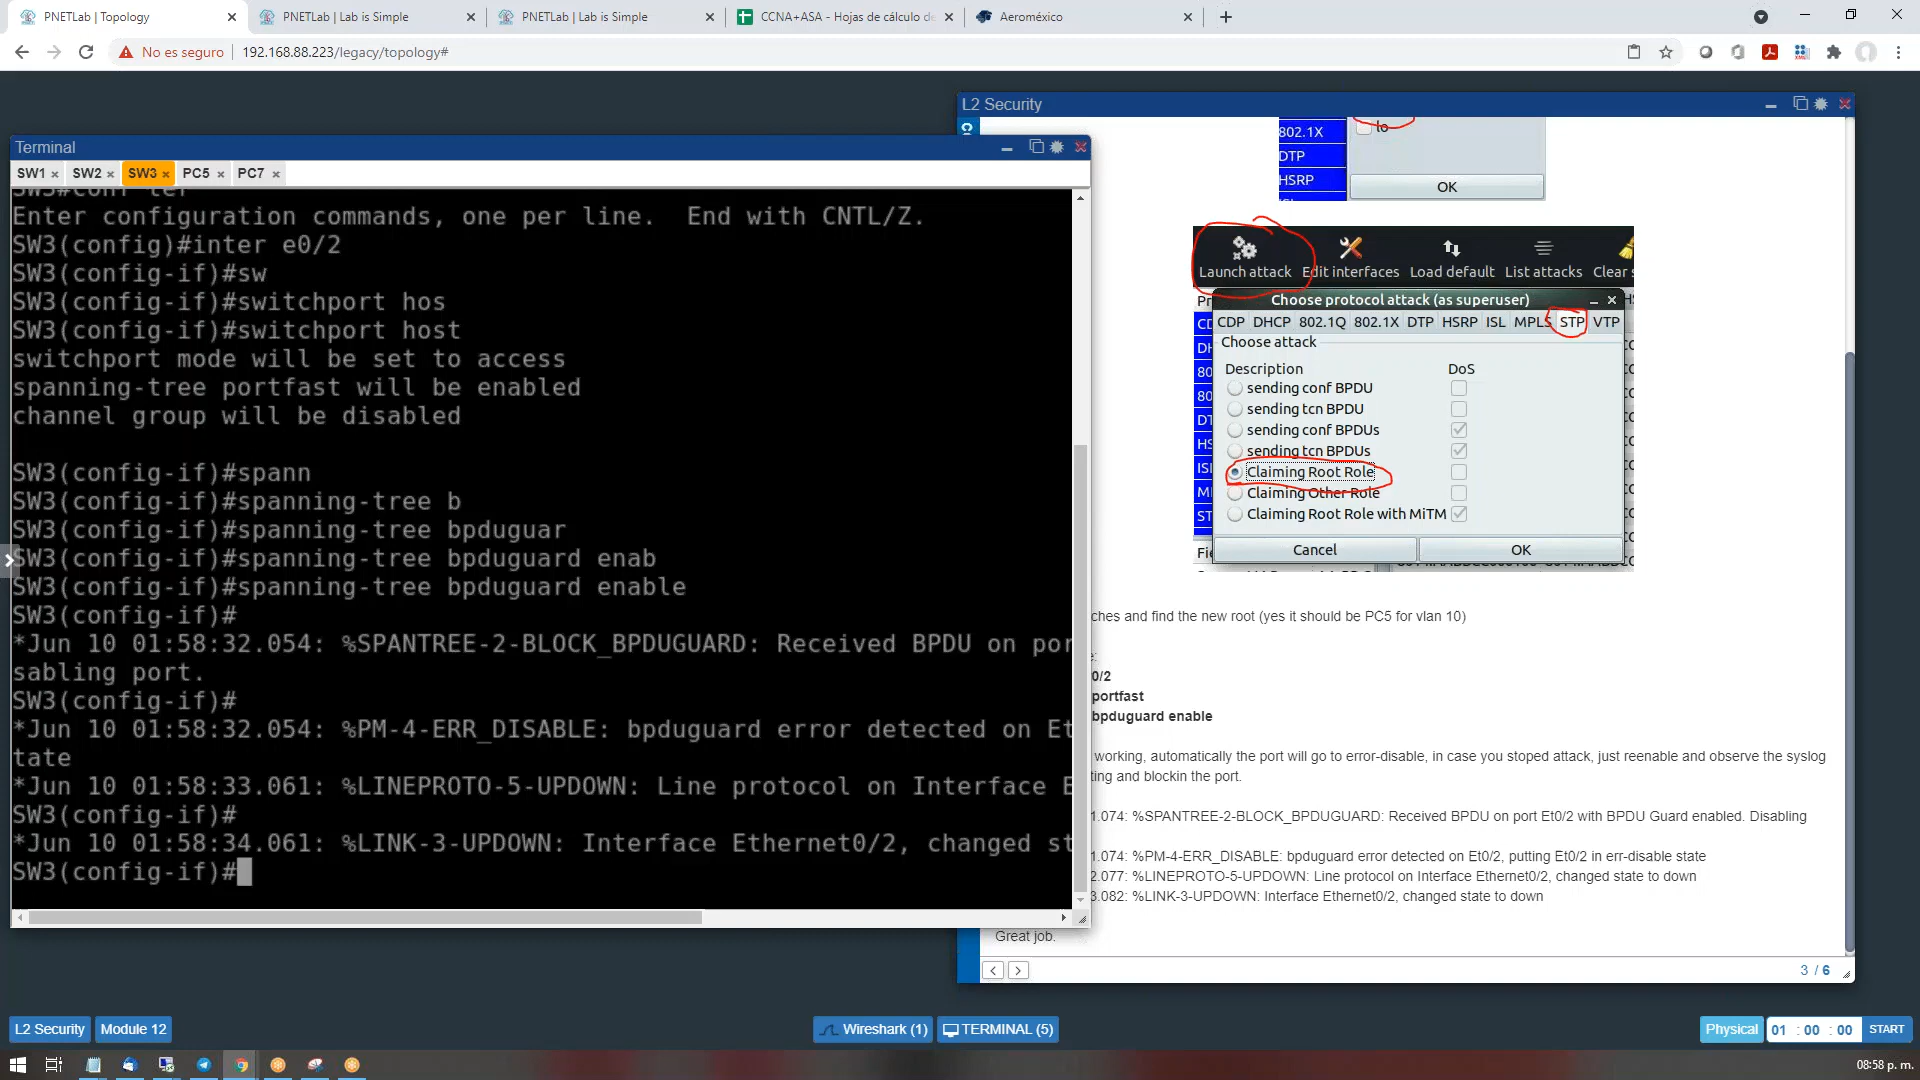 PNETLab | Topology
PNETLab | Lab is Simple
PNETLab | Lab is Simple
CCNA+ASA - Hojas de cálculo de
Aeroméxico
No es seguro
192.168.88.223/legacy/topology#
L2 Security
Terminal
SW1 SW2 SW3 PC5 PC7
SW3#conf ter
Enter configuration commands, one per line.  End with CNTL/Z.
SW3(config)#inter e0/2
SW3(config-if)#sw
SW3(config-if)#switchport hos
SW3(config-if)#switchport host
switchport mode will be set to access
spanning-tree portfast will be enabled
channel group will be disabled
SW3(config-if)#spann
SW3(config-if)#spanning-tree b
SW3(config-if)#spanning-tree bpduguar
SW3(config-if)#spanning-tree bpduguard enab
SW3(config-if)#spanning-tree bpduguard enable
SW3(config-if)#
*Jun 10 01:58:32.054: %SPANTREE-2-BLOCK_BPDUGUARD: Received BPDU on por
sabling port.
SW3(config-if)#
*Jun 10 01:58:32.054: %PM-4-ERR_DISABLE: bpduguard error detected on Et
tate
*Jun 10 01:58:33.061: %LINEPROTO-5-UPDOWN: Line protocol on Interface E
SW3(config-if)#
*Jun 10 01:58:34.061: %LINK-3-UPDOWN: Interface Ethernet0/2, changed st
SW3(config-if)#
802.1X
lo
DTP
HSRP
OK
Launch attack
Edit interfaces
Load default
List attacks
Clear s
Pr
Choose protocol attack (as superuser)
CDP DHCP 802.1Q 802.1X DTP HSRP ISL MPLS STP VTP
Choose attack
Description DoS
sending conf BPDU
sending tcn BPDU
sending conf BPDUs
sending tcn BPDUs
Claiming Root Role
Claiming Other Role
Claiming Root Role with MiTM
Cancel OK
CD
DH
80
80
DT
HS
ISI
M
ST
Fi
ches and find the new root (yes it should be PC5 for vlan 10)
e:
0/2
portfast
bpduguard enable
working, automatically the port will go to error-disable, in case you stoped attack, just reenable and observe the syslog
ting and blockin the port.
1.074: %SPANTREE-2-BLOCK_BPDUGUARD: Received BPDU on port Et0/2 with BPDU Guard enabled. Disabling
1.074: %PM-4-ERR_DISABLE: bpduguard error detected on Et0/2, putting Et0/2 in err-disable state
2.077: %LINEPROTO-5-UPDOWN: Line protocol on Interface Ethernet0/2, changed state to down
3.082: %LINK-3-UPDOWN: Interface Ethernet0/2, changed state to down
Great job.
3 / 6
L2 Security
Module 12
Wireshark (1)
TERMINAL (5)
Physical
01 : 00 : 00
START
08:58 p. m.